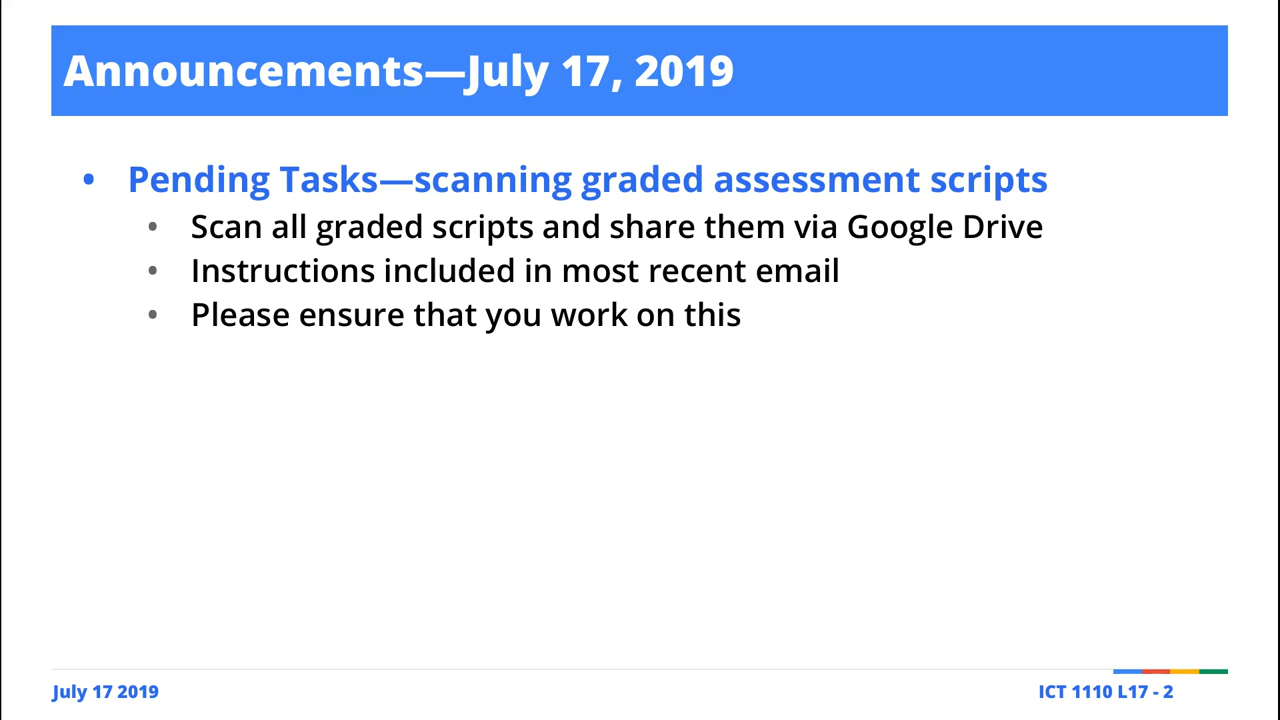 Announcements—July 17, 2019
• Pending Tasks—scanning graded assessment scripts
• Scan all graded scripts and share them via Google Drive
• Instructions included in most recent email
• Please ensure that you work on this
July 17 2019
ICT 1110 L17 - 2